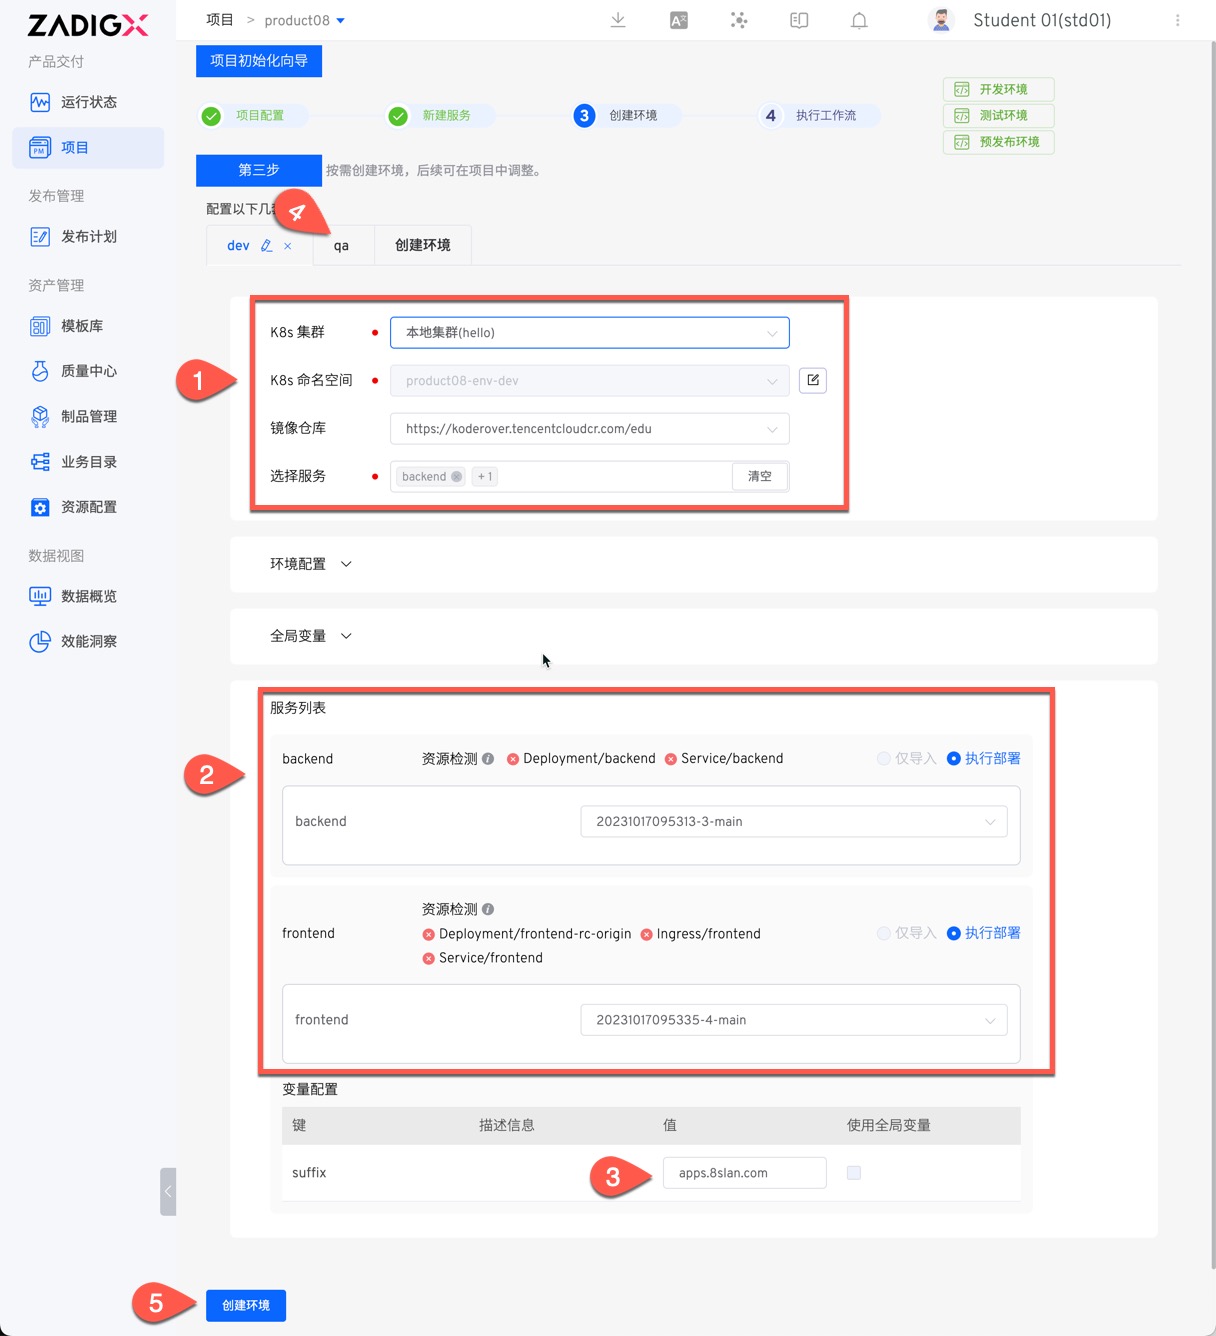 ZADIGX
项目 > product08
Student 01(std01)
产品交付
运行状态
项目
发布管理
发布计划
资产管理
模板库
质量中心
制品管理
业务目录
资源配置
数据视图
数据概览
效能洞察
项目初始化向导
项目配置
新建服务
3 创建环境
4 执行工作流
开发环境
测试环境
预发布环境
第三步 按需创建环境，后续可在项目中调整。
配置以下几
4
dev qa 创建环境
1
K8s 集群 本地集群(hello)
K8s 命名空间 product08-env-dev
镜像仓库 https://koderover.tencentcloudcr.com/edu
选择服务 backend + 1 清空
环境配置
全局变量
2
服务列表
backend 资源检测 Deployment/backend Service/backend 仅导入 执行部署
backend 20231017095313-3-main
资源检测
frontend Deployment/frontend-rc-origin Ingress/frontend 仅导入 执行部署
Service/frontend
frontend 20231017095335-4-main
变量配置
键 描述信息 值 使用全局变量
suffix 3 apps.8slan.com
5 创建环境